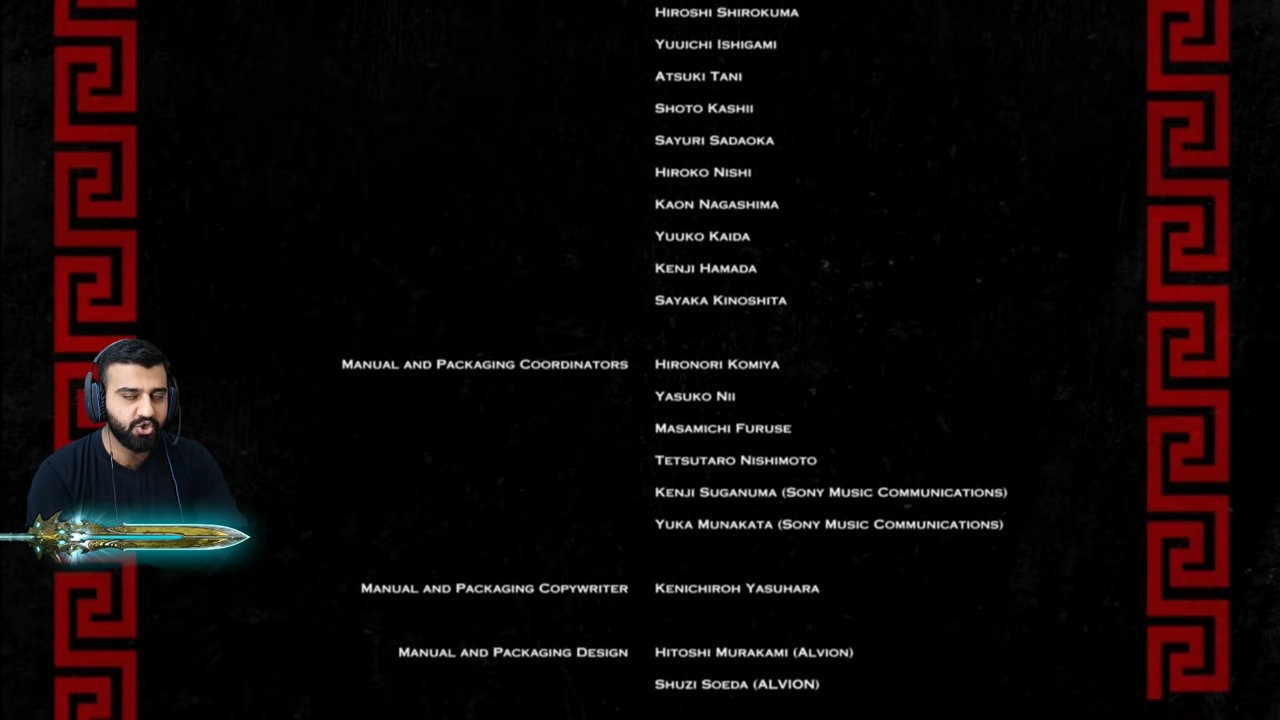 HIROSHI SHIROKUMA
YUUICHI ISHIGAMI
ATSUKI TANI
SHOTO KASHII
SAYURI SADAOKA
HIROKO NISHI
KAON NAGASHIMA
YUUKO KAIDA
KENJI HAMADA
SAYAKA KINOSHITA
MANUAL AND PACKAGING COORDINATORS HIRONORI KOMIYA
YASUKO NII
MASAMICHI FURUSE
TETSUTARO NISHIMOTO
KENJI SUGANUMA (SONY MUSIC COMMUNICATIONS)
YUKA MUNAKATA (SONY MUSIC COMMUNICATIONS)
MANUAL AND PACKAGING COPYWRITER KENICHIROH YASUHARA
MANUAL AND PACKAGING DESIGN HITOSHI MURAKAMI (ALVION)
SHUZI SOEDA (ALVION)